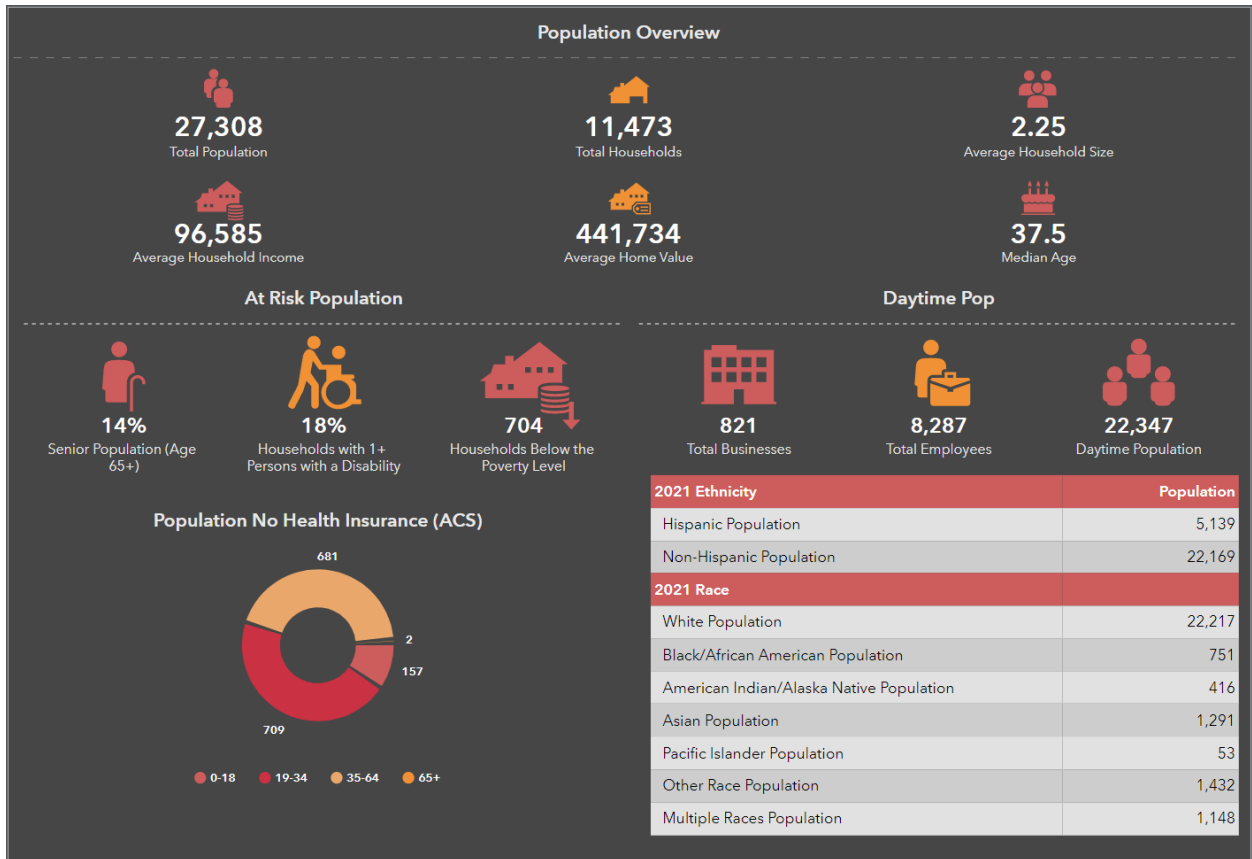 Population Overview
27,308
Total Population
11,473
Total Households
2.25
Average Household Size
96,585
Average Household Income
441,734
Average Home Value
37.5
Median Age
At Risk Population
14%
Senior Population (Age
65+)
18%
Households with 1+
Persons with a Disability
704
Households Below the
Poverty Level
Daytime Pop
821
Total Businesses
8,287
Total Employees
22,347
Daytime Population
Population No Health Insurance (ACS)
681
2
157
709
0-18 19-34 35-64 65+
2021 Ethnicity Population
Hispanic Population 5,139
Non-Hispanic Population 22,169
2021 Race
White Population 22,217
Black/African American Population 751
American Indian/Alaska Native Population 416
Asian Population 1,291
Pacific Islander Population 53
Other Race Population 1,432
Multiple Races Population 1,148